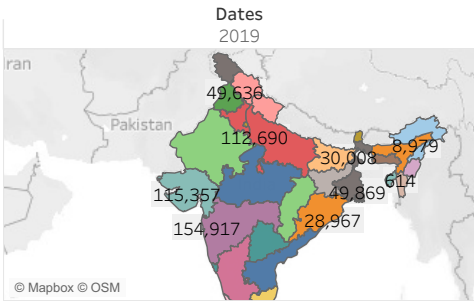 Dates
2019
Iran
49,636
Pakistan
112,690
30,008
8,979
115,357
49,869
614
154,917
28,967
© Mapbox © OSM